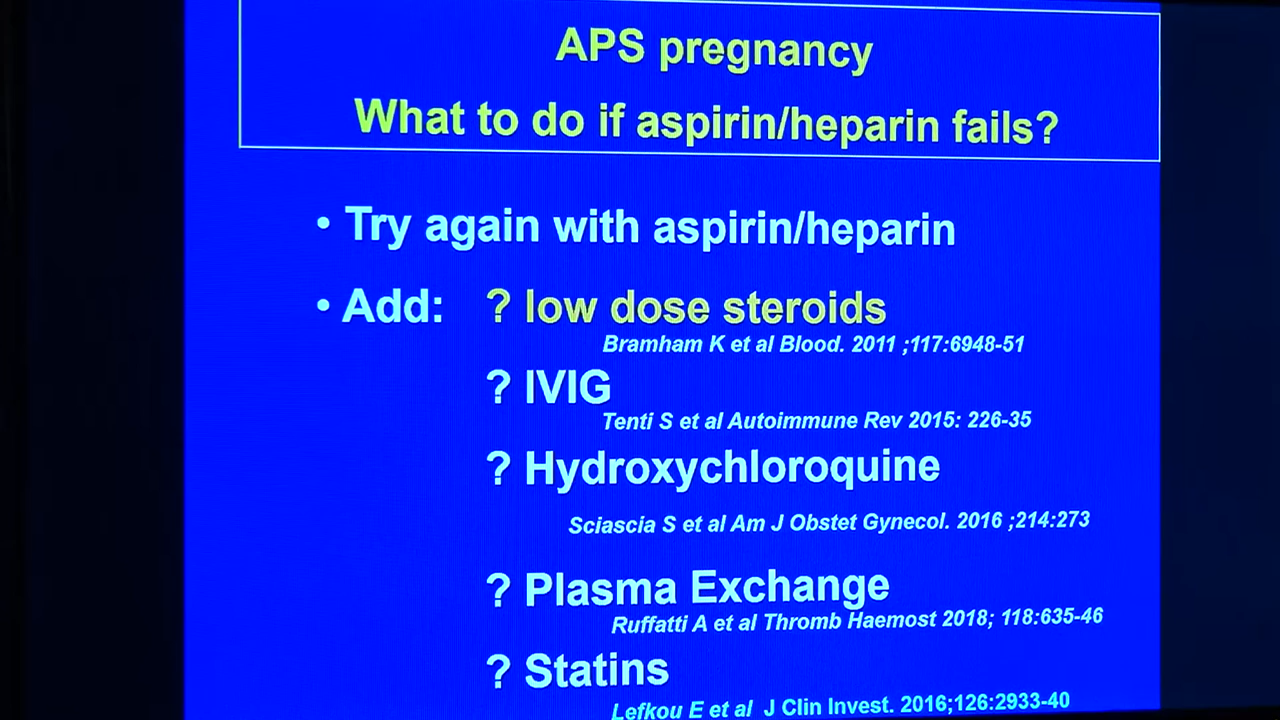 APS pregnancy
What to do if aspirin/heparin fails?
• Try again with aspirin/heparin
• Add: ? low dose steroids
Bramham K et al Blood. 2011 ;117:6948-51
? IVIG
Tenti S et al Autoimmune Rev 2015: 226-35
? Hydroxychloroquine
Sciascia S et al Am J Obstet Gynecol. 2016 ;214:273
? Plasma Exchange
Ruffatti A et al Thromb Haemost 2018; 118:635-46
? Statins
Lefkou E et al J Clin Invest. 2016;126:2933-40